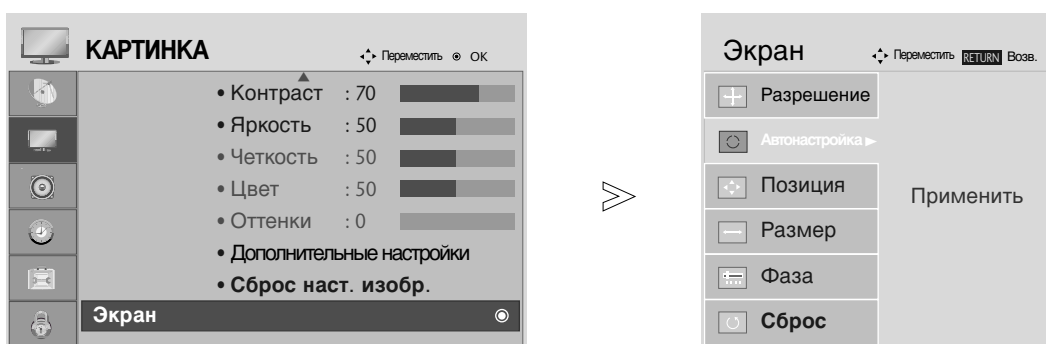 КАРТИНКА
Переместить OK
• Контраст : 70
• Яркость : 50
• Четкость : 50
• Цвет : 50
• Оттенки : 0
• Дополнительные настройки
• Сброс наст. изобр.
Экран
Экран
Переместить RETURN Возв.
Разрешение
Автонастройка ►
Позиция
Размер
Фаза
Сброс
Применить